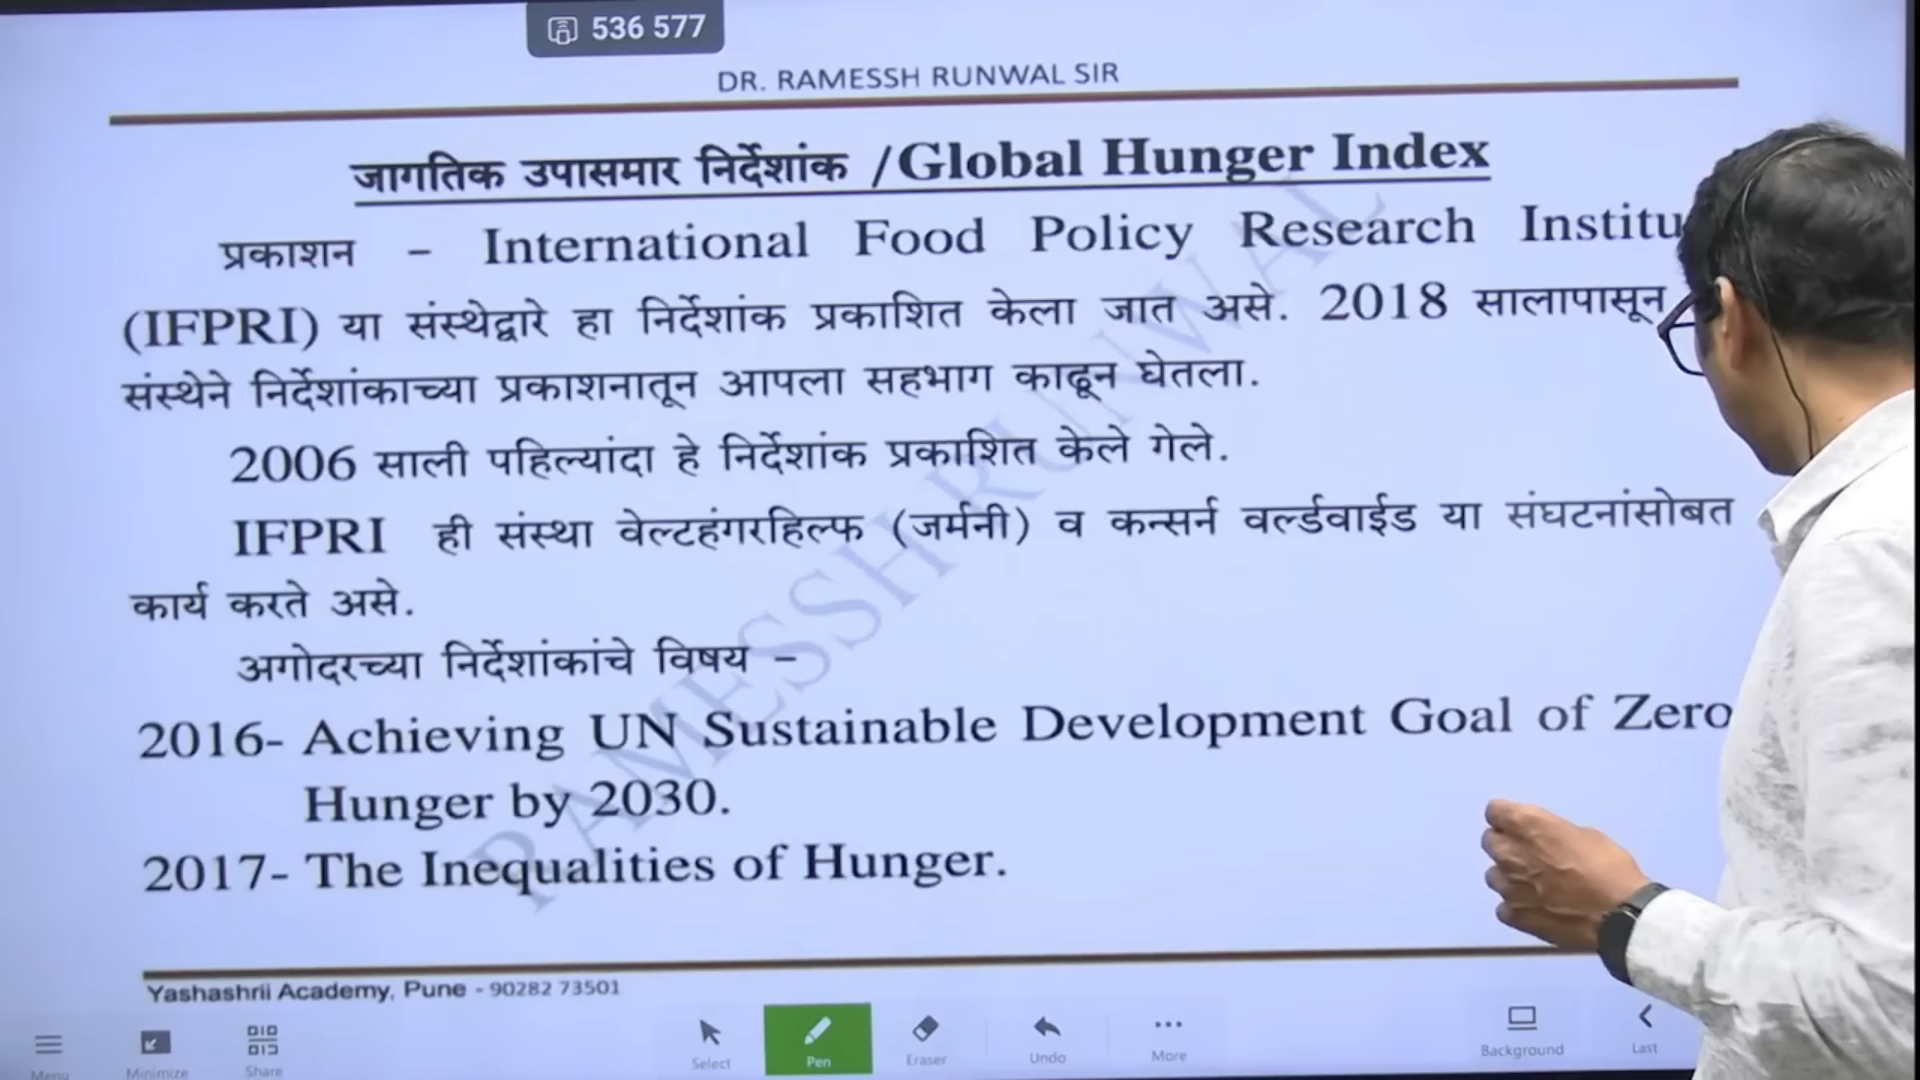 536 577
DR. RAMESSH RUNWAL SIR
जागतिक उपासमार निर्देशांक /Global Hunger Index
प्रकाशन – International Food Policy Research Institu
(IFPRI) या संस्थेद्वारे हा निर्देशांक प्रकाशित केला जात असे. 2018 सालापासून
संस्थेने निर्देशांकाच्या प्रकाशनातून आपला सहभाग काढून घेतला.
2006 साली पहिल्यांदा हे निर्देशांक प्रकाशित केले गेले.
IFPRI ही संस्था वेल्टहंगरहिल्फ (जर्मनी) व कन्सर्न वर्ल्डवाईड या संघटनांसोबत
कार्य करते असे.
अगोदरच्या निर्देशांकांचे विषय –
2016- Achieving UN Sustainable Development Goal of Zero
Hunger by 2030.
2017- The Inequalities of Hunger.
RAMESSH RUNWAL
Yashashrii Academy, Pune - 90282 73501
Menu Minimize Share Select Pen Eraser Undo More Background Last